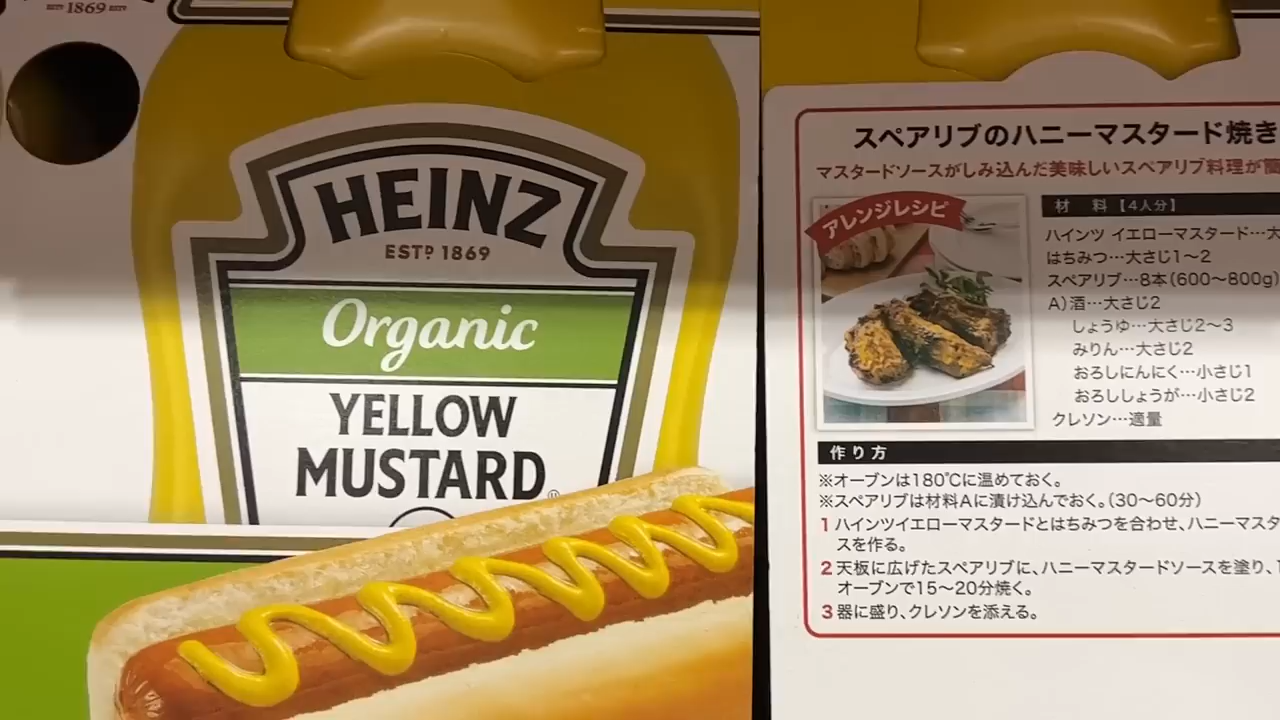 ESTD 1869 ESTD
HEINZ
ESTD 1869
Organic
YELLOW
MUSTARD
スペアリブのハニーマスタード焼き
マスタードソースがしみ込んだ美味しいスペアリブ料理が
アレンジレシピ
材 料【4人分】
ハインツ イエローマスタード…大
はちみつ…大さじ1〜2
スペアリブ…8本(600〜800g)
A)酒…大さじ2
しょうゆ…大さじ2〜3
みりん…大さじ2
おろしにんにく…小さじ1
おろししょうが…小さじ2
クレソン…適量
作り方
※オーブンは180℃に温めておく。
※スペアリブは材料Aに漬け込んでおく。(30〜60分)
1 ハインツイエローマスタードとはちみつを合わせ、ハニーマスタ
スを作る。
2 天板に広げたスペアリブに、ハニーマスタードソースを塗り、
オーブンで15〜20分焼く。
3 器に盛り、クレソンを添える。